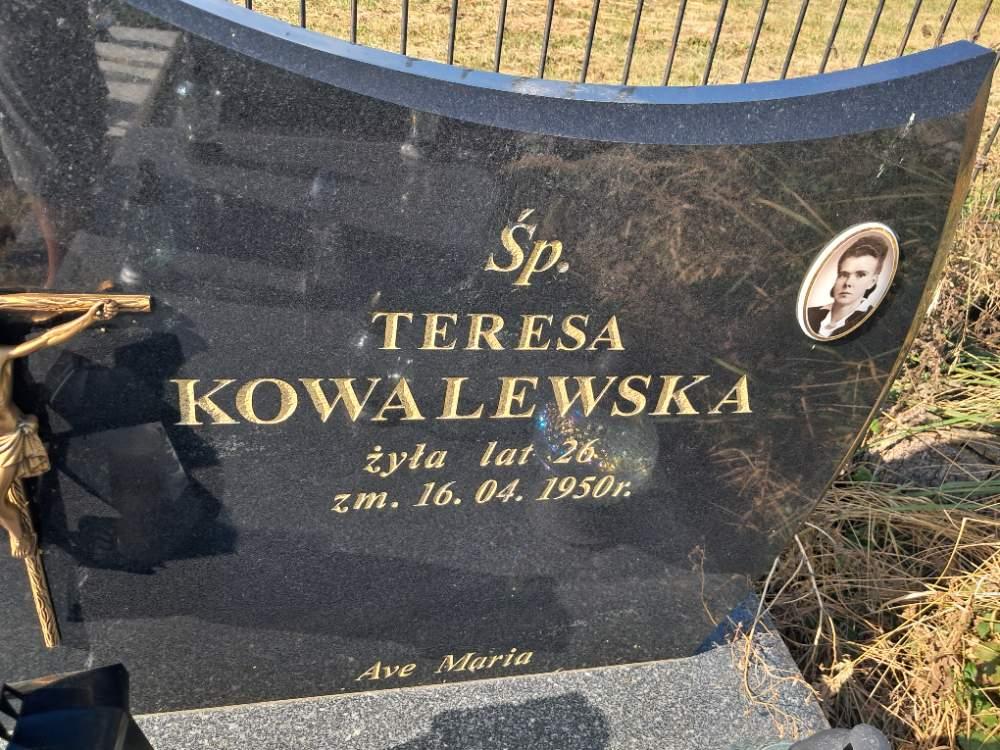 Śp.
TERESA
KOWALEWSKA
żyła lat 26
zm. 16. 04. 1950r.
Ave Maria